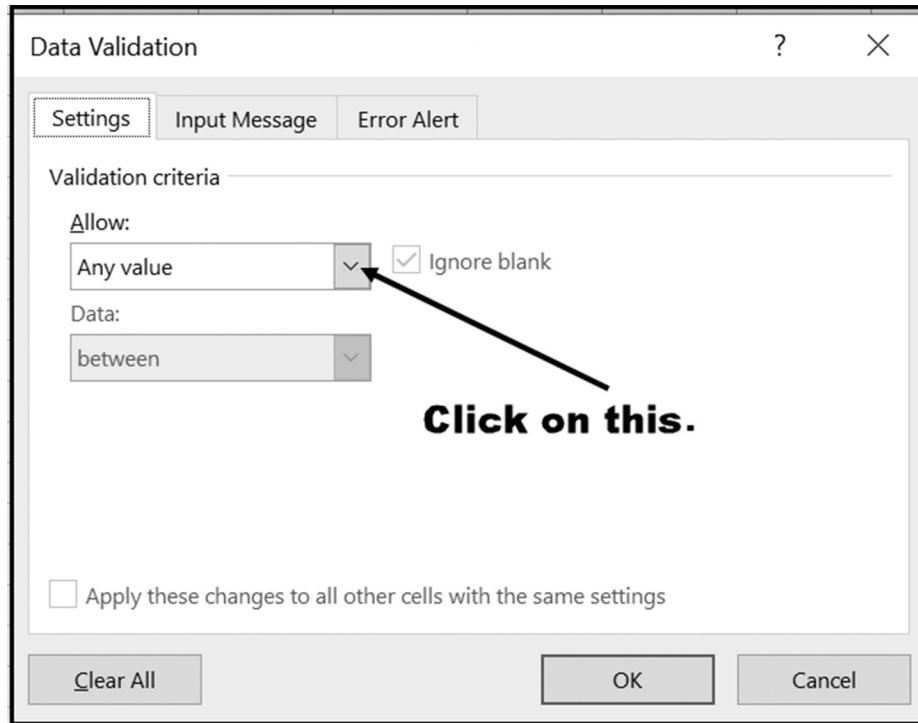 Data Validation ?
Settings Input Message Error Alert
Validation criteria
Allow:
Any value Ignore blank
Data:
between
Click on this.
Apply these changes to all other cells with the same settings
Clear All OK Cancel